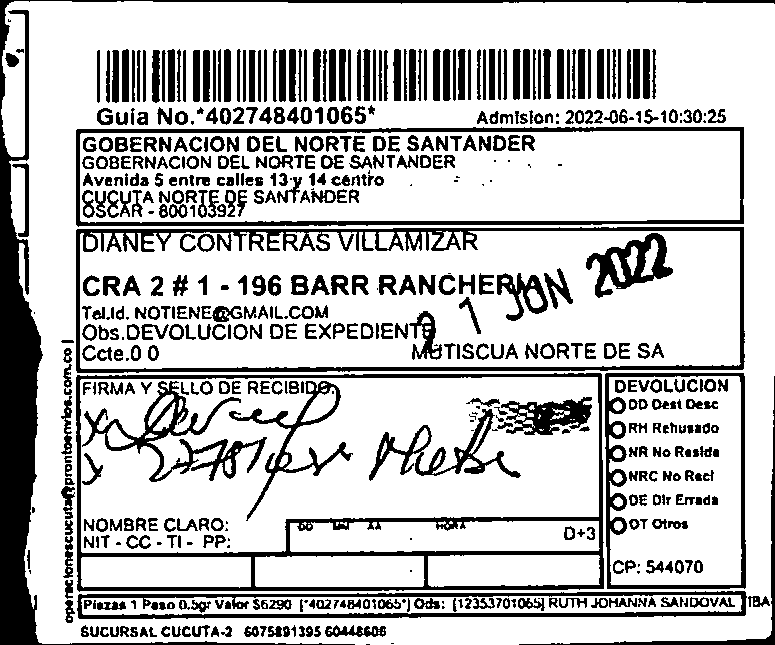 Guia No.*402748401065*
Admision: 2022-06-15-10:30:25
GOBERNACION DEL NORTE DE SANTANDER
GOBERNACION DEL NORTE DE SANTANDER
Avenida 5 entre calles 13 y 14 centro
CUCUTA NORTE DE SANTANDER
OSCAR - 800103927
DIANEY CONTRERAS VILLAMIZAR
CRA 2 # 1 - 196 BARR RANCHERIA
21 JUN 2022
Tel.Id. NOTIENE@GMAIL.COM
Obs.DEVOLUCION DE EXPEDIENTE
Ccte.0 0
MUTISCUA NORTE DE SA
operacionescucuta@prontoenvios.com.co
FIRMA Y SELLO DE RECIBIDO:
NOMBRE CLARO:
NIT - CC - TI - PP:
DD MM AA HORA
D+3
DEVOLUCION
DD Dest Desc
RH Rehusado
NR No Reside
NRC No Recl
DE Dir Errada
OT Otros
CP: 544070
Piezas 1 Peso 0.5gr Valor $6290 [*402748401065*] Ods: [12353701065] RUTH JOHANNA SANDOVAL TIBA
SUCURSAL CUCUTA-2 6075891395 60448606